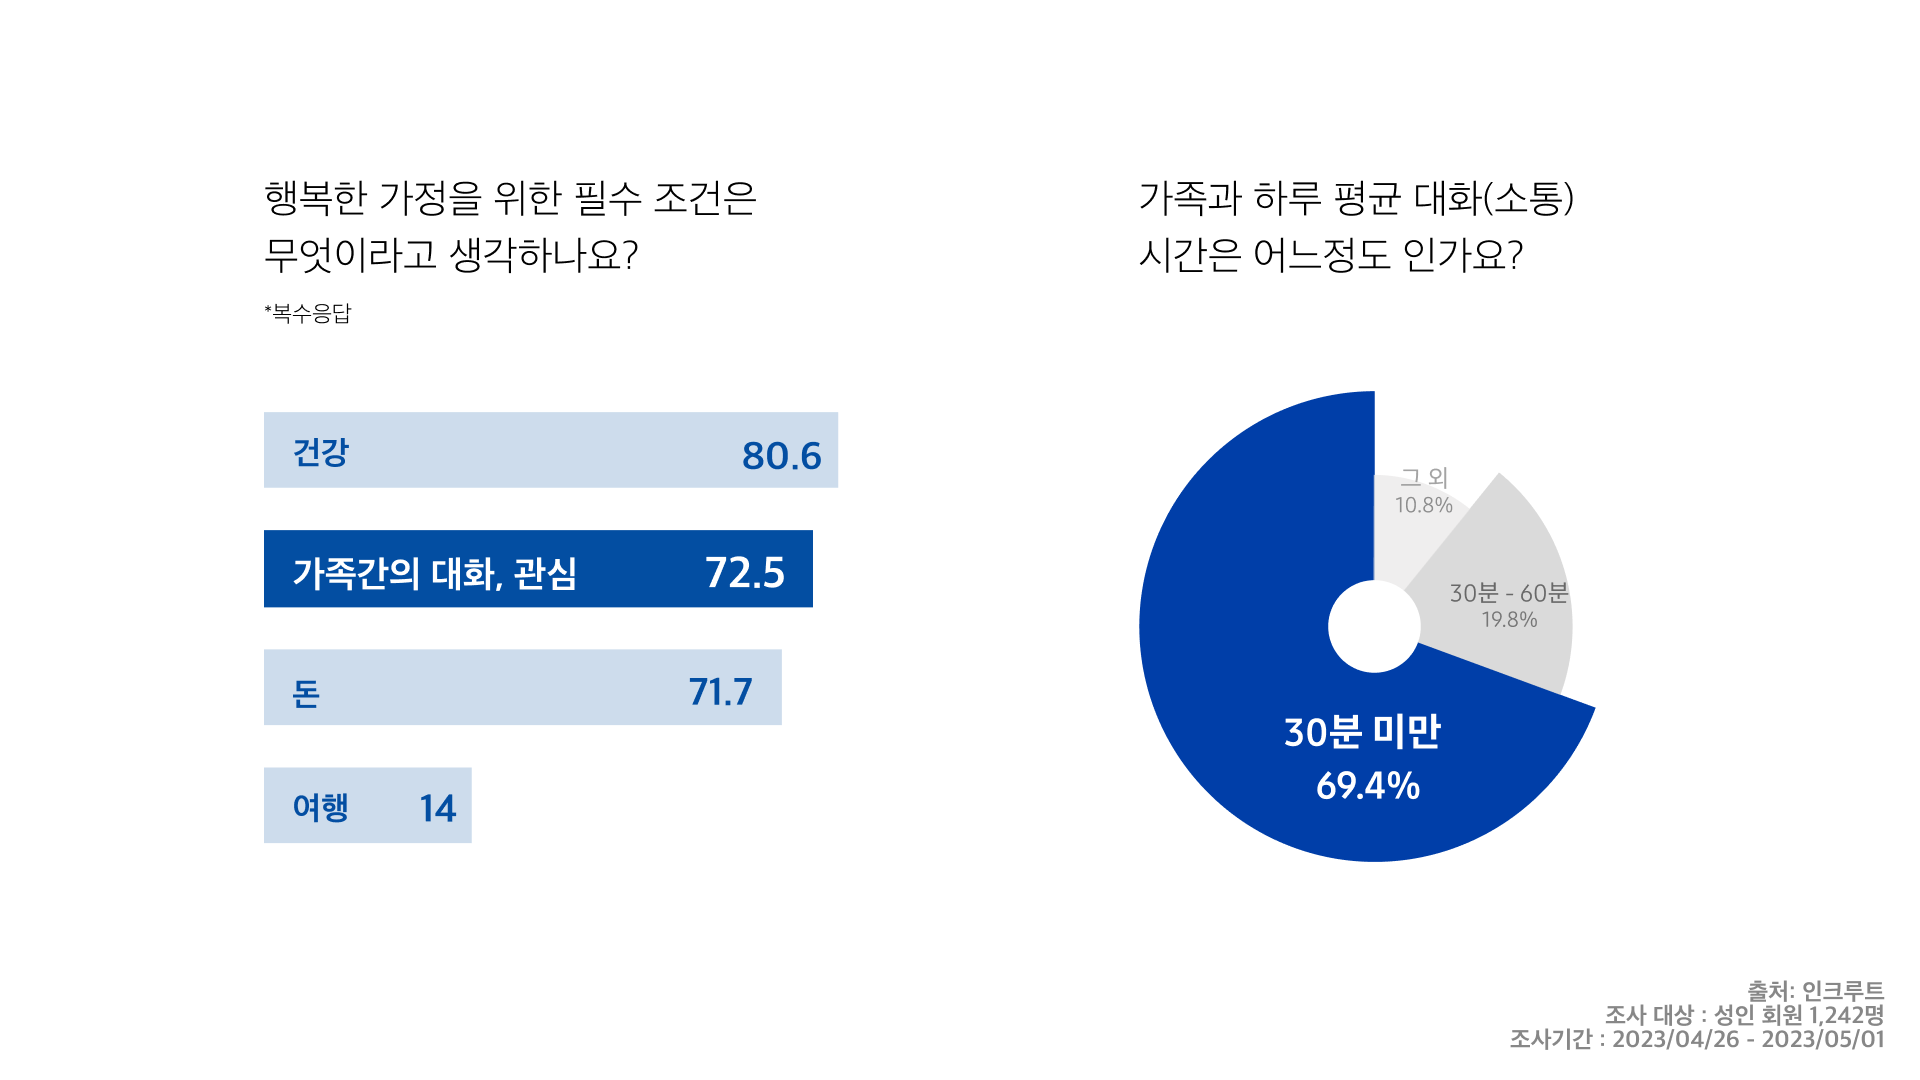 행복한 가정을 위한 필수 조건은
무엇이라고 생각하나요?
*복수응답
건강 80.6
가족간의 대화, 관심 72.5
돈 71.7
여행 14
가족과 하루 평균 대화(소통)
시간은 어느정도 인가요?
그 외
10.8%
30분 - 60분
19.8%
30분 미만
69.4%
출처: 인크루트
조사 대상 : 성인 회원 1,242명
조사기간 : 2023/04/26 - 2023/05/01